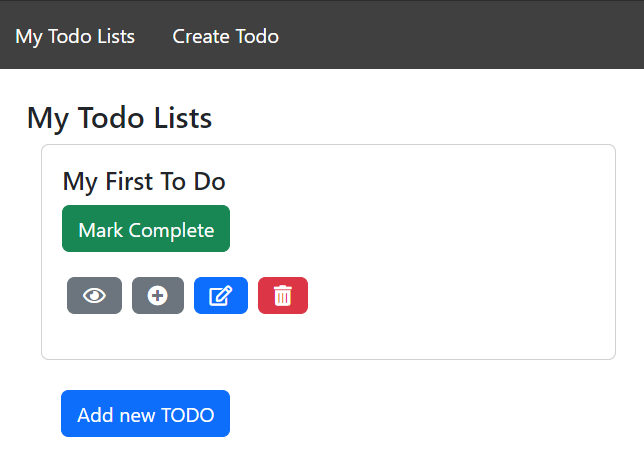 My Todo Lists Create Todo
My Todo Lists
My First To Do
Mark Complete
Add new TODO